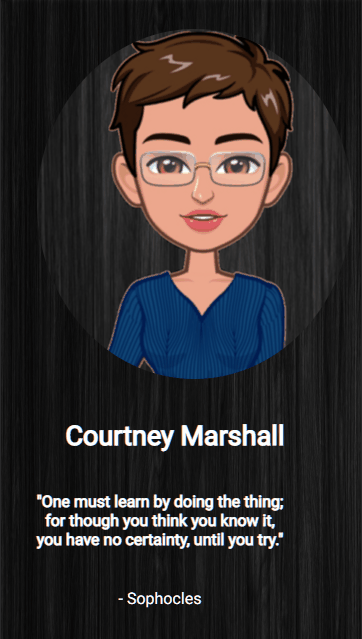 Courtney Marshall
"One must learn by doing the thing;
for though you think you know it,
you have no certainty, until you try."
- Sophocles